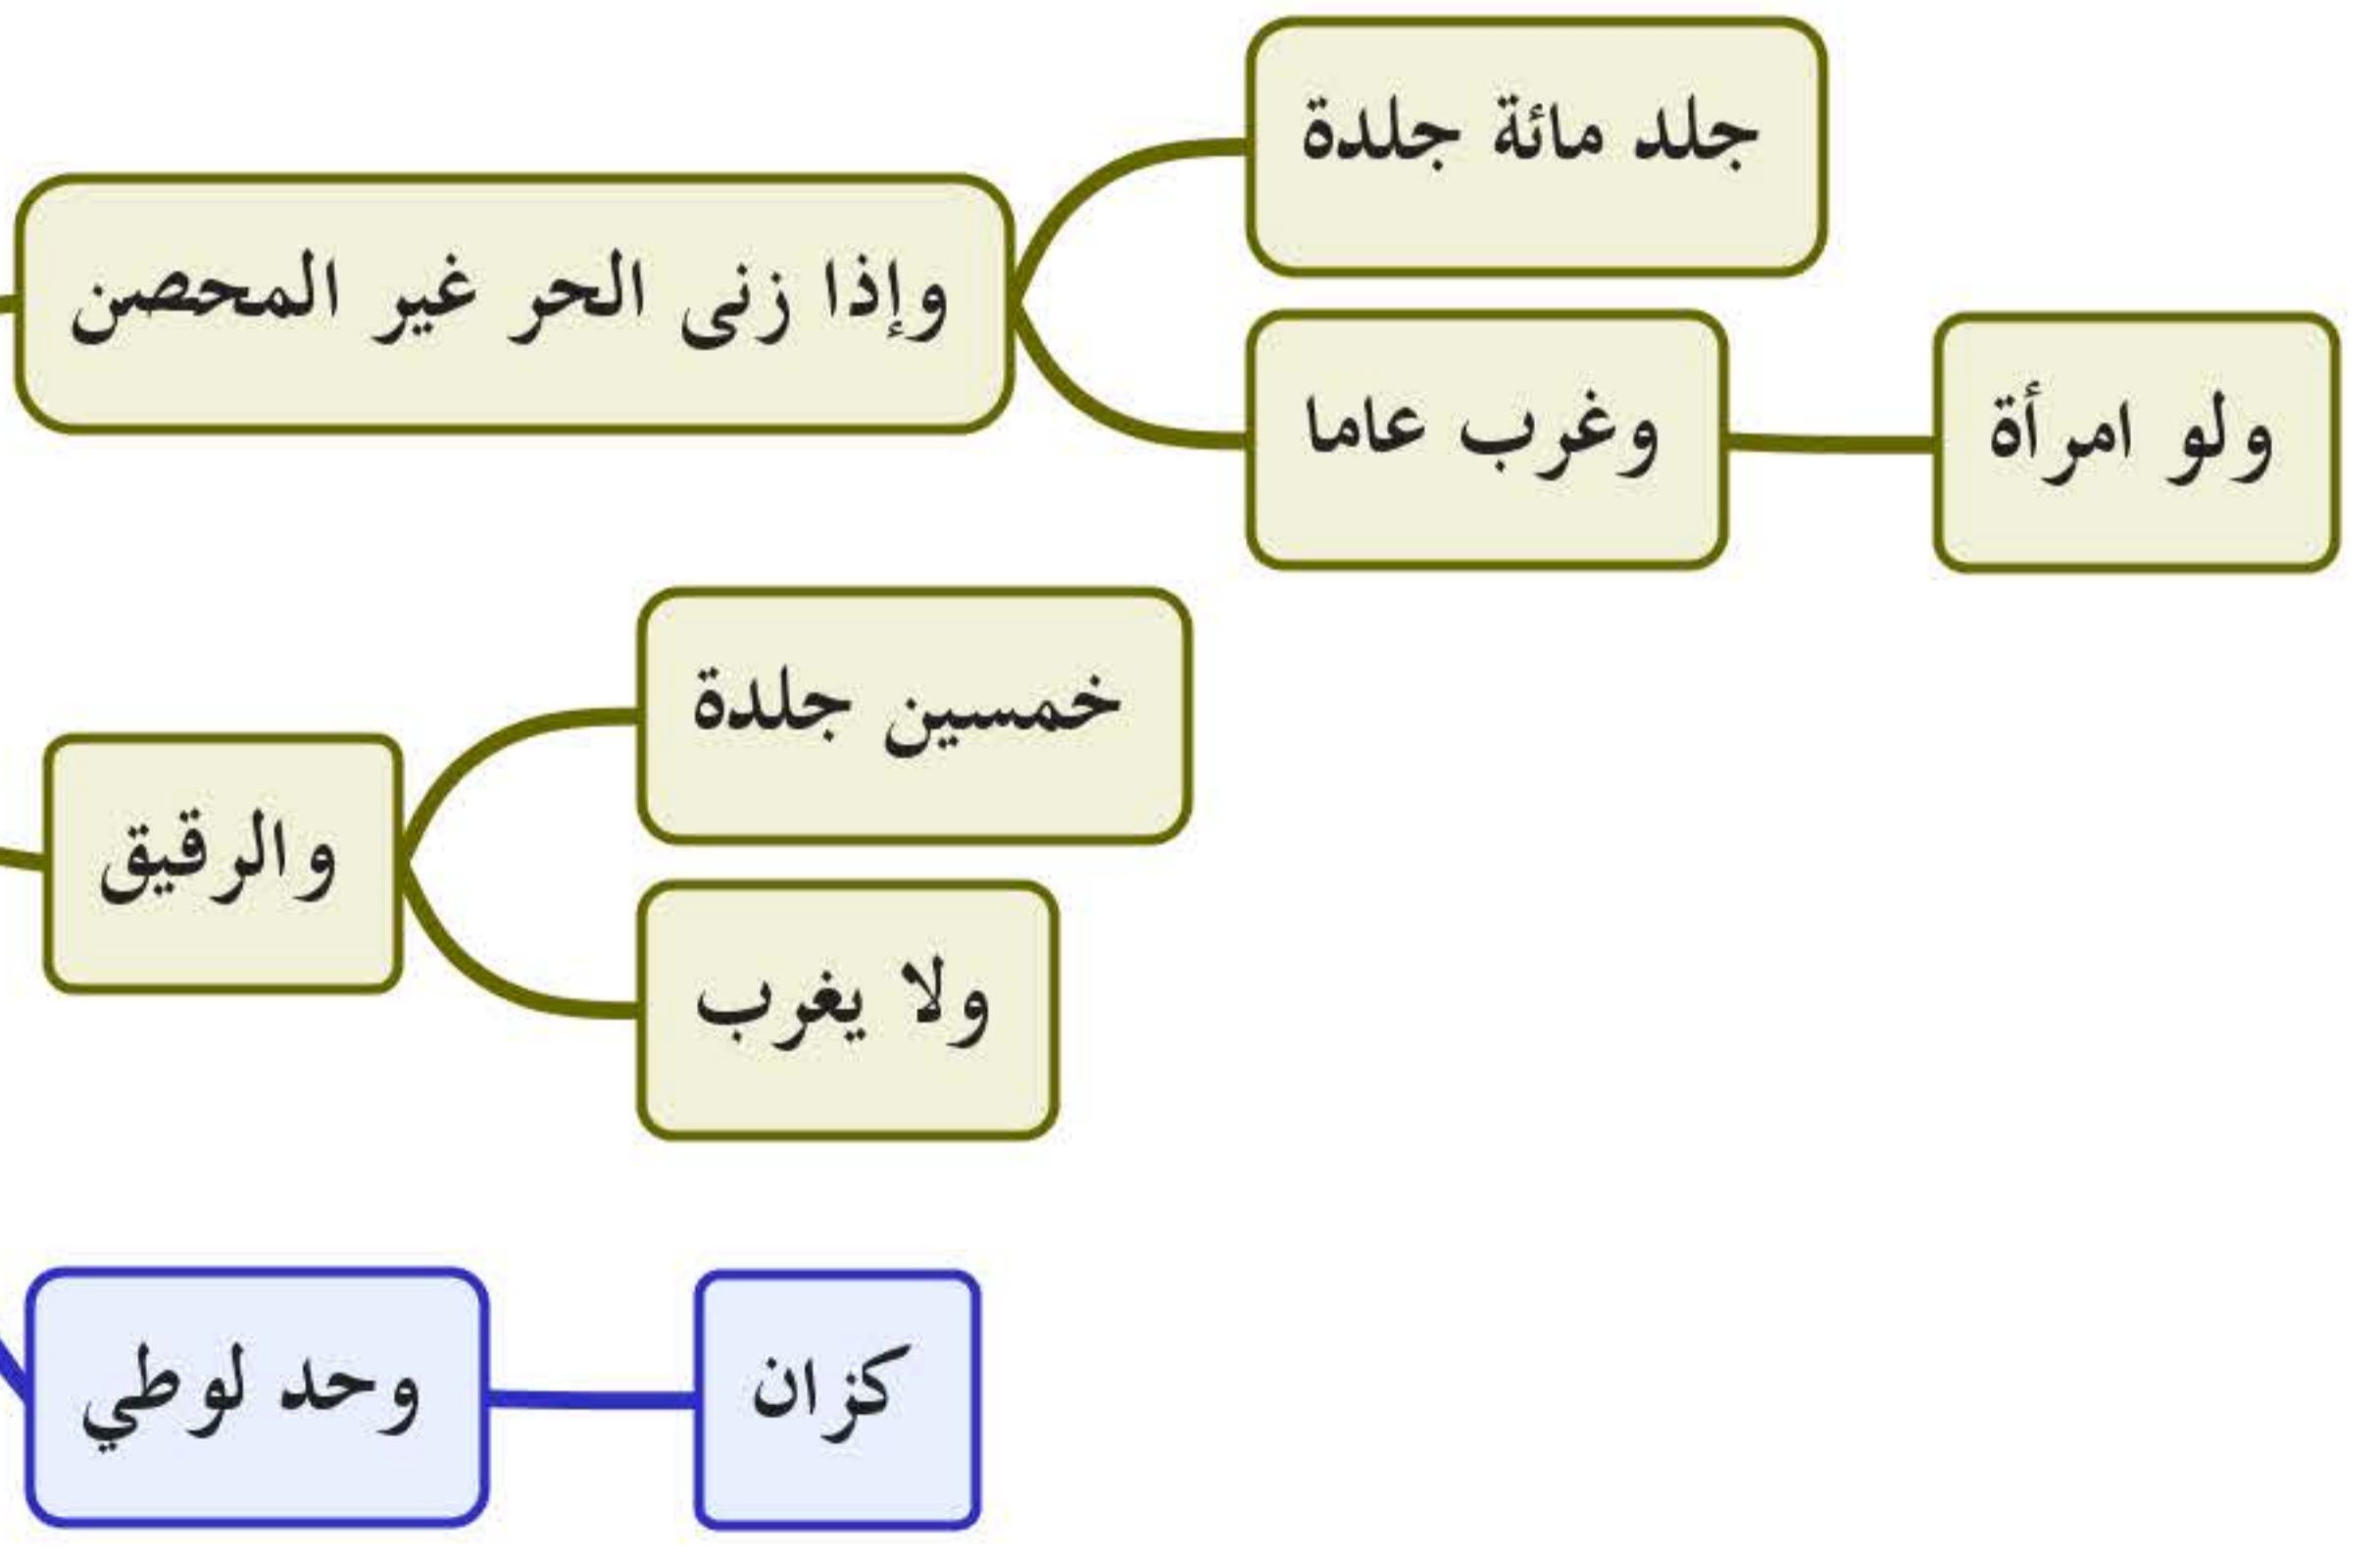 جلد مائة جلدة
وإذا زنى الحر غير المحصن
وغرب عاما
ولو امرأة
خمسين جلدة
والرقيق
ولا يغرب
وحد لوطي
كزان